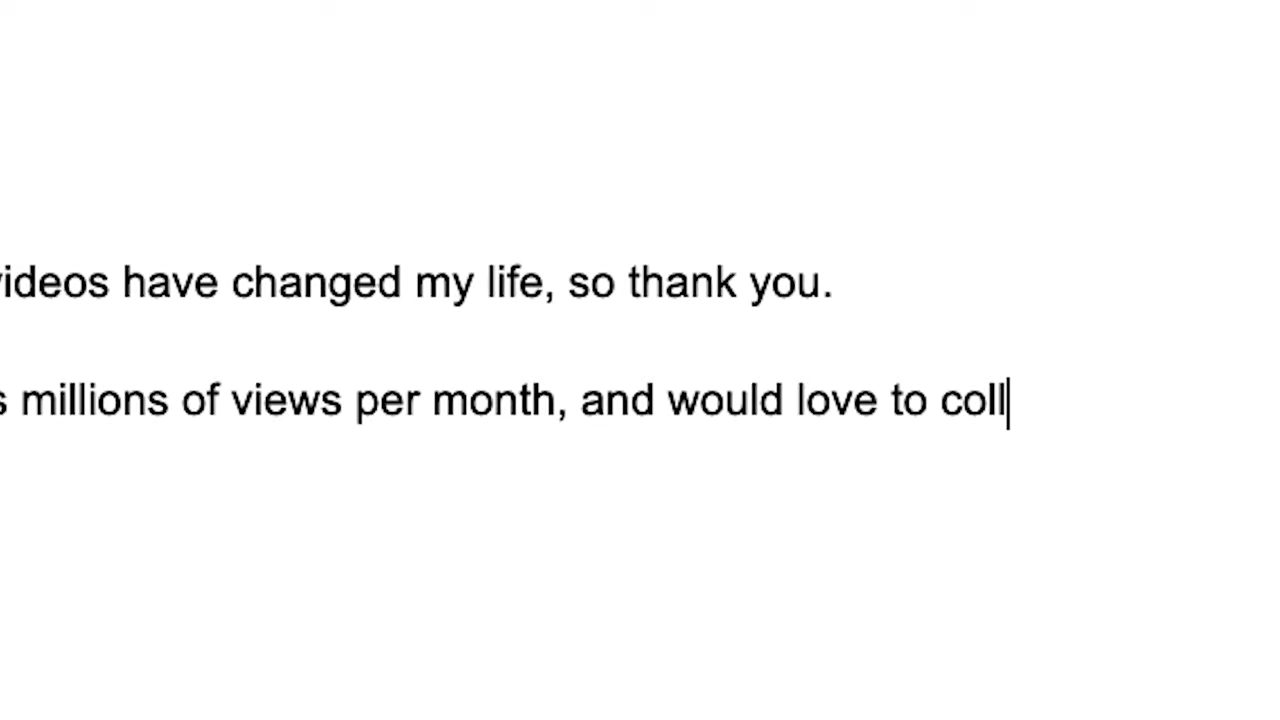 videos have changed my life, so thank you.
s millions of views per month, and would love to coll